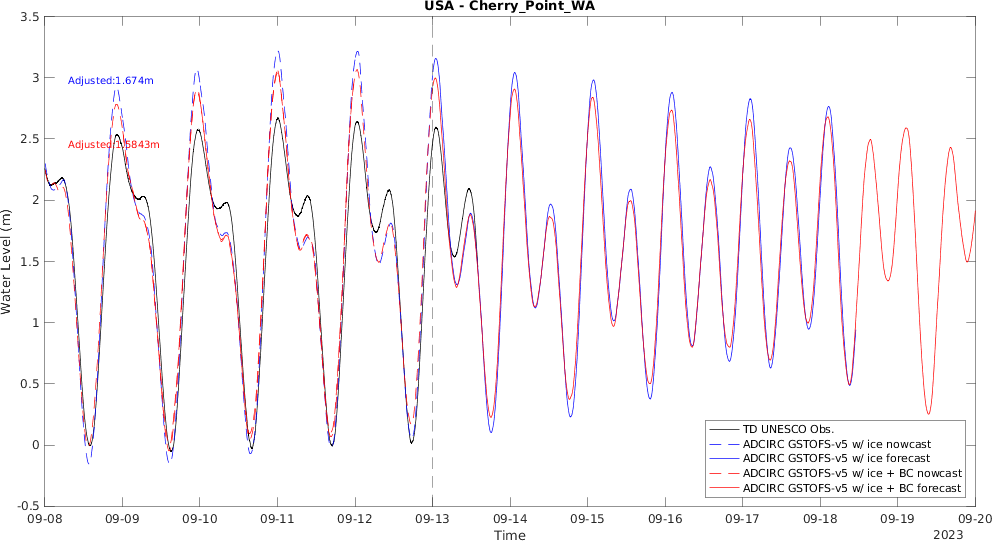 USA - Cherry_Point_WA
3.5
3
2.5
2
1.5
1
0.5
0
-0.5
Water Level (m)
Adjusted:1.674m
Adjusted:1.5843m
TD UNESCO Obs.
ADCIRC GSTOFS-v5 w/ ice nowcast
ADCIRC GSTOFS-v5 w/ ice forecast
ADCIRC GSTOFS-v5 w/ ice + BC nowcast
ADCIRC GSTOFS-v5 w/ ice + BC forecast
09-08 09-09 09-10 09-11 09-12 09-13 09-14 09-15 09-16 09-17 09-18 09-19 09-20
Time
2023